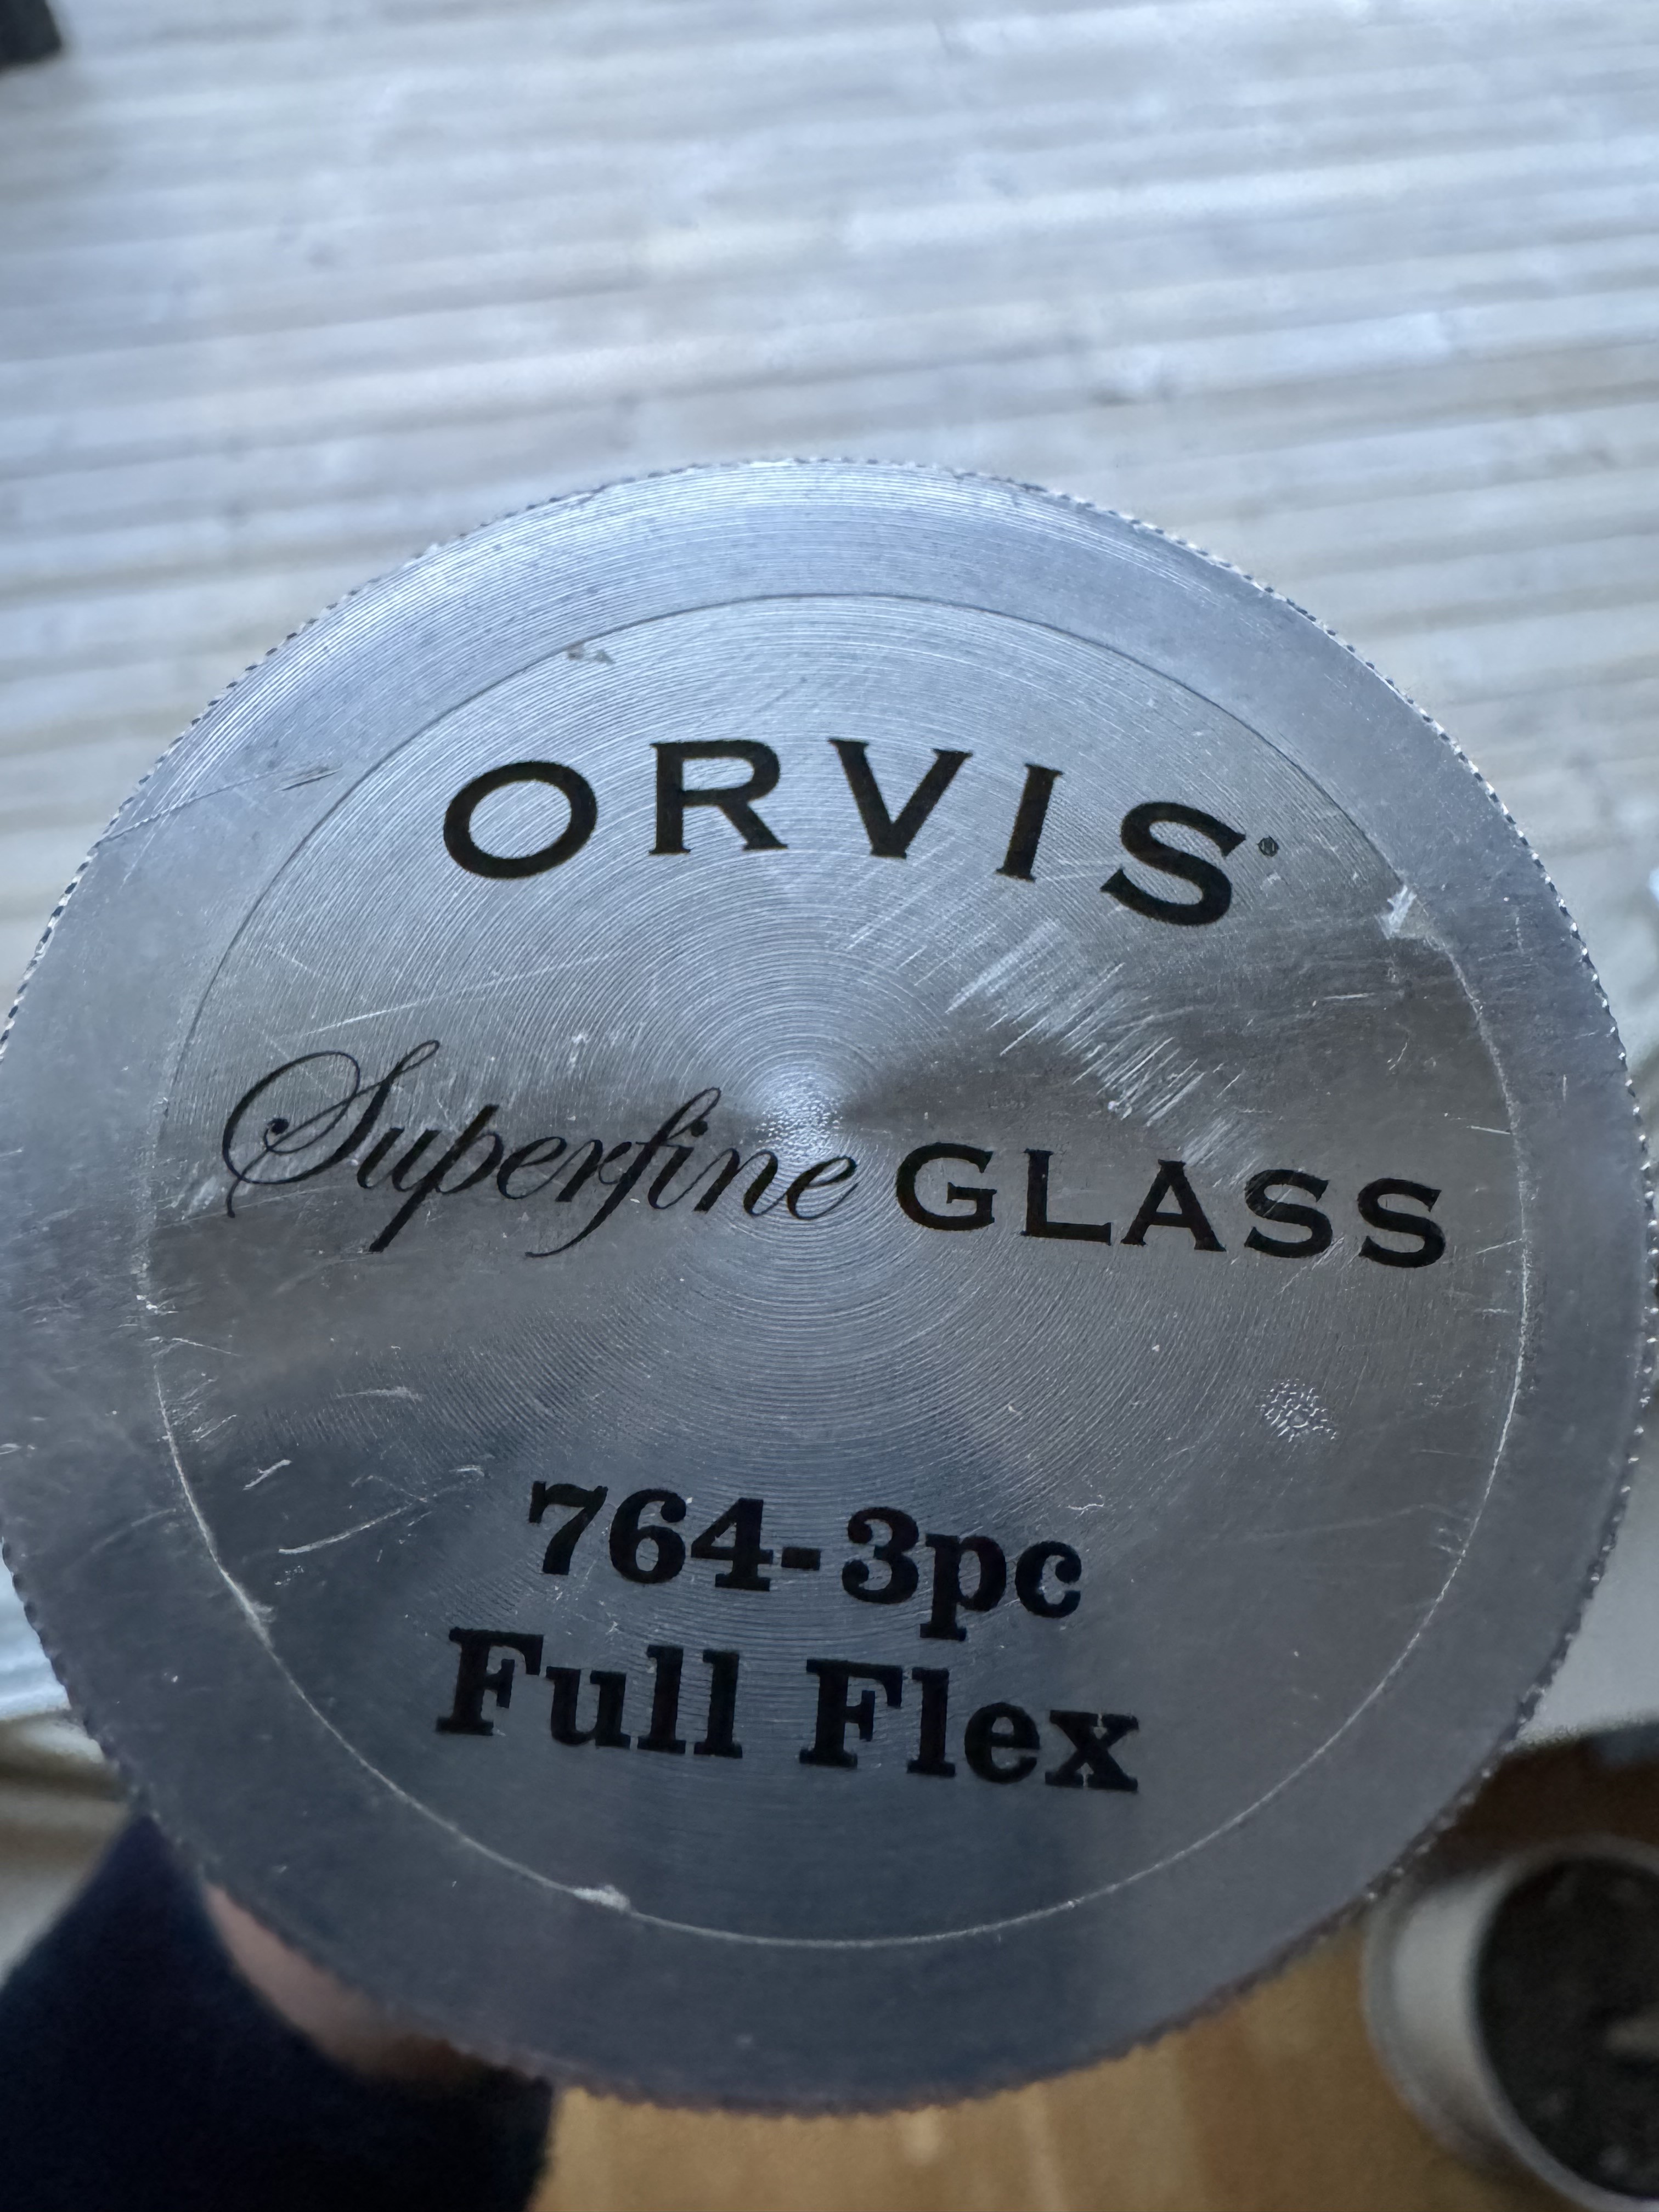 ORVIS®
Superfine GLASS
764-3pc
Full Flex